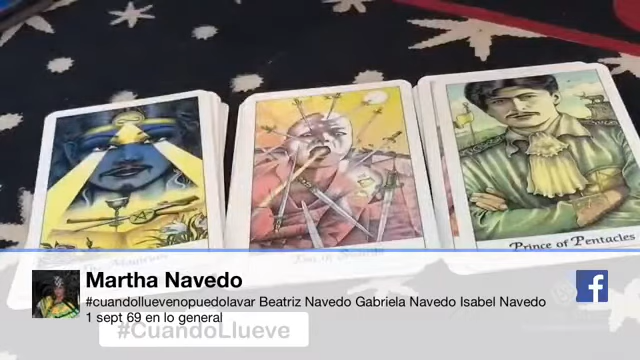 Prince of Pentacles
Martha Navedo
#cuandolluevenopuedolavar Beatriz Navedo Gabriela Navedo Isabel Navedo
1 sept 69 en lo general
#CuandoLlueve